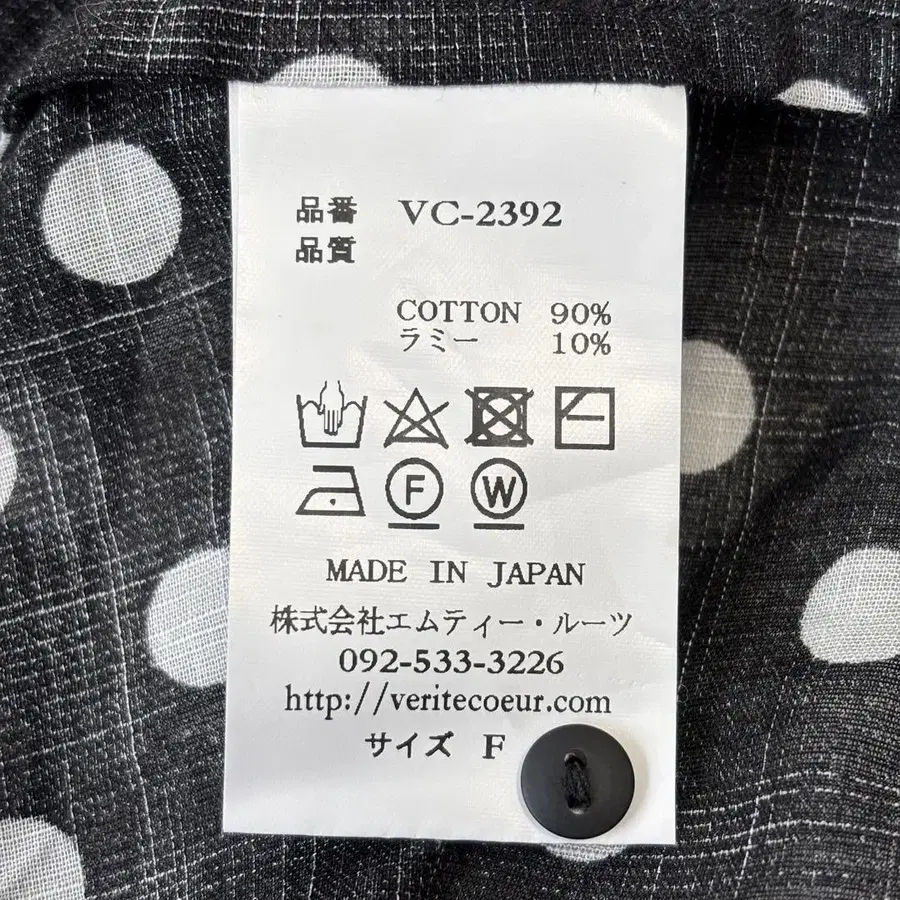 品番 VC-2392
品質
COTTON 90%
ラミー 10%
F W
MADE IN JAPAN
株式会社エムティー・ルーツ
092-533-3226
http://veritecoeur.com
サイズ F